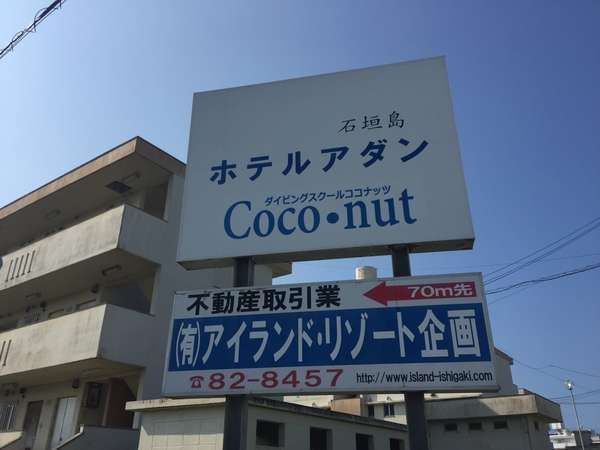 石垣島
ホテルアダン
ダイビングスクールココナッツ
Coco・nut
不動産取引業 70m先
(有)アイランド・リゾート企画
☎82-8457 http://www.island-ishigaki.com